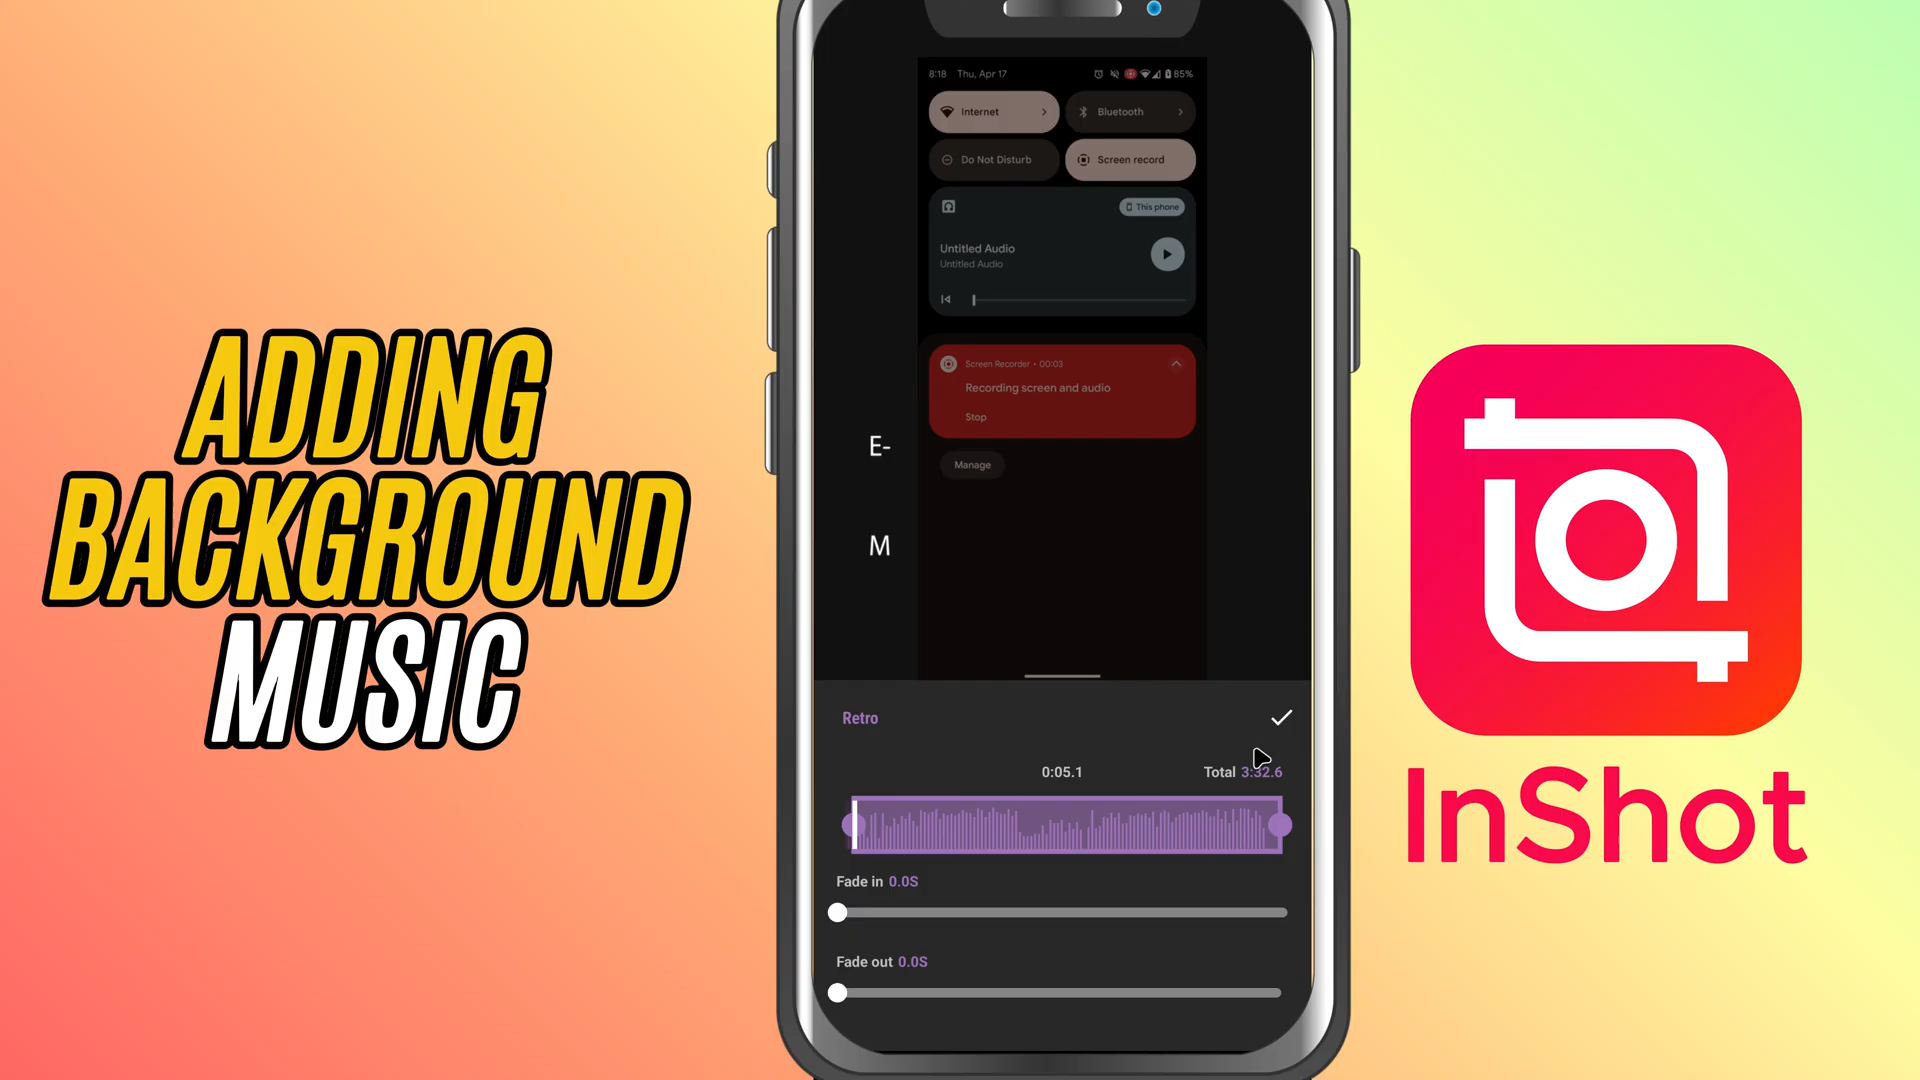 ADDING
BACKGROUND
MUSIC
8:18 Thu, Apr 17
85%
Internet
Bluetooth
Do Not Disturb
Screen record
This phone
Untitled Audio
Untitled Audio
Screen Recorder • 00:03
Recording screen and audio
Stop
Manage
E-
M
Retro
0:05.1
Total 3:32.6
Fade in 0.0S
Fade out 0.0S
InShot